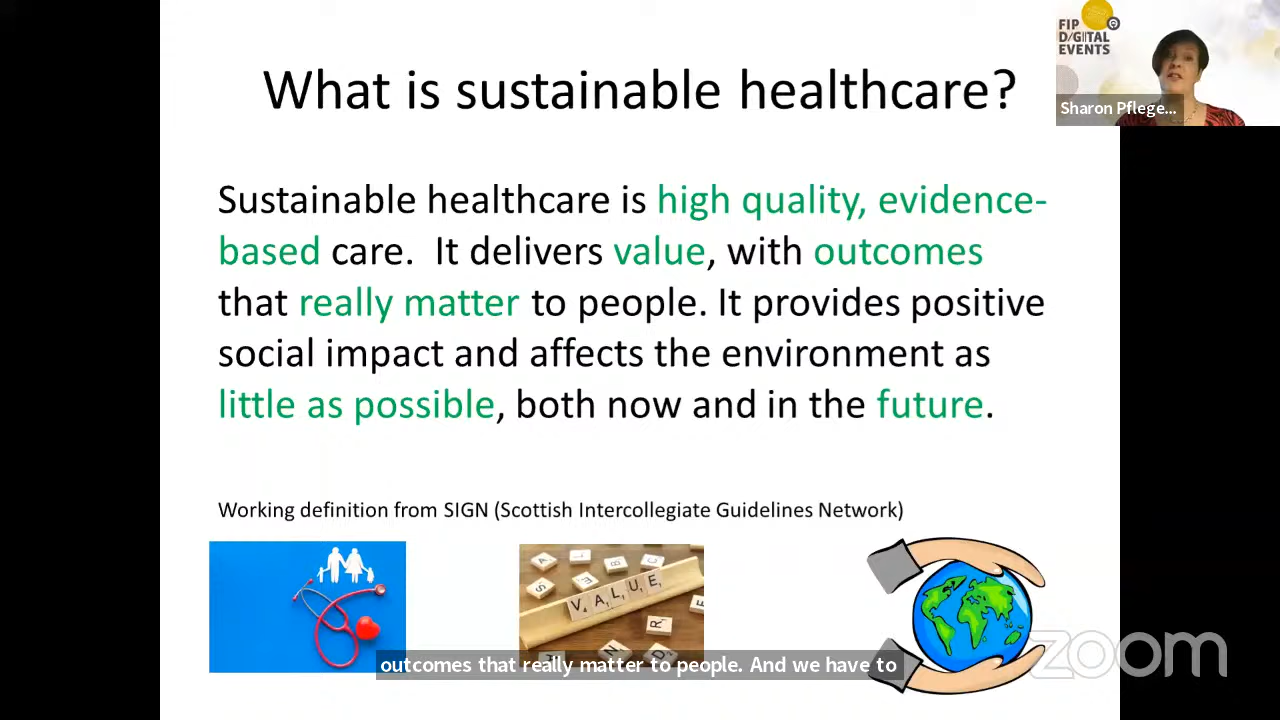 What is sustainable healthcare?
FIP
DIGITAL
EVENTS
Sharon Pflege...
Sustainable healthcare is high quality, evidence-
based care.  It delivers value, with outcomes
that really matter to people. It provides positive
social impact and affects the environment as
little as possible, both now and in the future.
Working definition from SIGN (Scottish Intercollegiate Guidelines Network)
VALUE
outcomes that really matter to people. And we have to
zoom